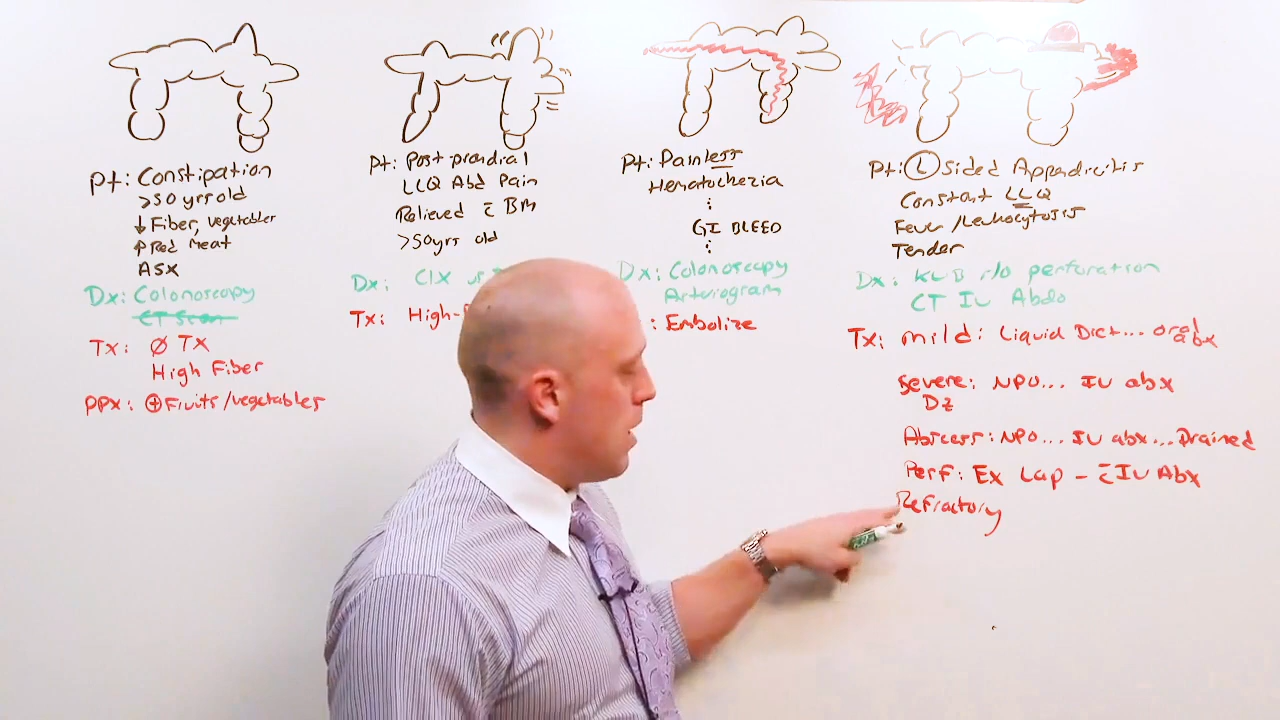 Pt: Constipation
>50 yrs old
↓ Fiber, vegetables
↑ Red Meat
ASX
Dx: Colonoscopy
CT Scan
Tx: Ø TX
High Fiber
PPX: ⊕ Fruits/vegetables
Pt: Post prandial
LLQ Abd Pain
Relieved c̄ BM
>50yrs old
Dx: Clx
Tx: High-
Pt: Painless
Hematochezia
⋮
GI BLEED
⋮
Dx: Colonoscopy
Arteriogram
: Embolize
Pt: Ⓛ Sided Appendicitis
Constant LLQ
Fever/Leukocytosis
Tender
Dx: KUB r/o perforation
CT IV Abdo
Tx: mild: Liquid Diet... oral abx
Severe: NPO... IV abx
Dz
Abscess: NPO... IV abx... Drained
Perf: Ex Lap - c̄ IV Abx
Refractory